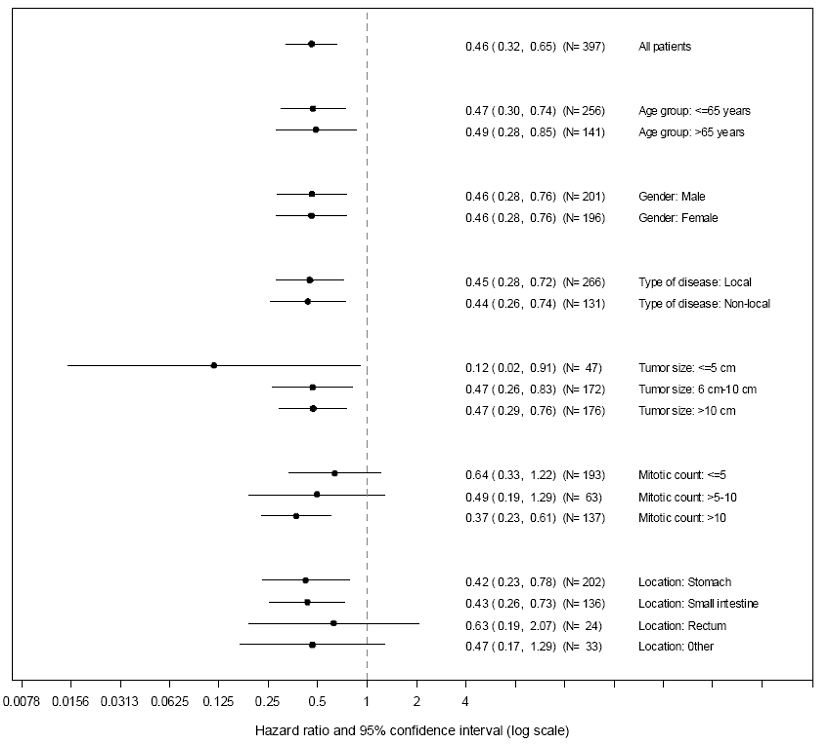 0.46 ( 0.32, 0.65) (N= 397) All patients
0.47 ( 0.30, 0.74) (N= 256) Age group: <=65 years
0.49 ( 0.28, 0.85) (N= 141) Age group: >65 years
0.46 ( 0.28, 0.76) (N= 201) Gender: Male
0.46 ( 0.28, 0.76) (N= 196) Gender: Female
0.45 ( 0.28, 0.72) (N= 266) Type of disease: Local
0.44 ( 0.26, 0.74) (N= 131) Type of disease: Non-local
0.12 ( 0.02, 0.91) (N= 47) Tumor size: <=5 cm
0.47 ( 0.26, 0.83) (N= 172) Tumor size: 6 cm-10 cm
0.47 ( 0.29, 0.76) (N= 176) Tumor size: >10 cm
0.64 ( 0.33, 1.22) (N= 193) Mitotic count: <=5
0.49 ( 0.19, 1.29) (N= 63) Mitotic count: >5-10
0.37 ( 0.23, 0.61) (N= 137) Mitotic count: >10
0.42 ( 0.23, 0.78) (N= 202) Location: Stomach
0.43 ( 0.26, 0.73) (N= 136) Location: Small intestine
0.63 ( 0.19, 2.07) (N= 24) Location: Rectum
0.47 ( 0.17, 1.29) (N= 33) Location: 0ther
0.0078 0.0156 0.0313 0.0625 0.125 0.25 0.5 1 2 4
Hazard ratio and 95% confidence interval (log scale)